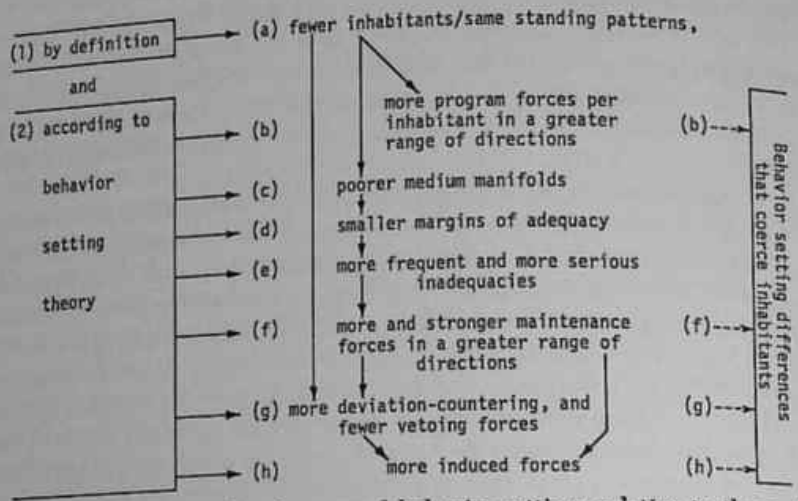 (1) by definition
(a) fewer inhabitants/same standing patterns,
and
more program forces per
inhabitant in a greater
range of directions
(2) according to
behavior
setting
theory
(b)
(b)
(c)
poorer medium manifolds
(d)
smaller margins of adequacy
(e)
more frequent and more serious
inadequacies
(f)
more and stronger maintenance
forces in a greater range of
directions
(f)
(g) more deviation-countering, and
fewer vetoing forces
(g)
(h)
more induced forces
(h)
Behavior setting differences
that coerce inhabitants